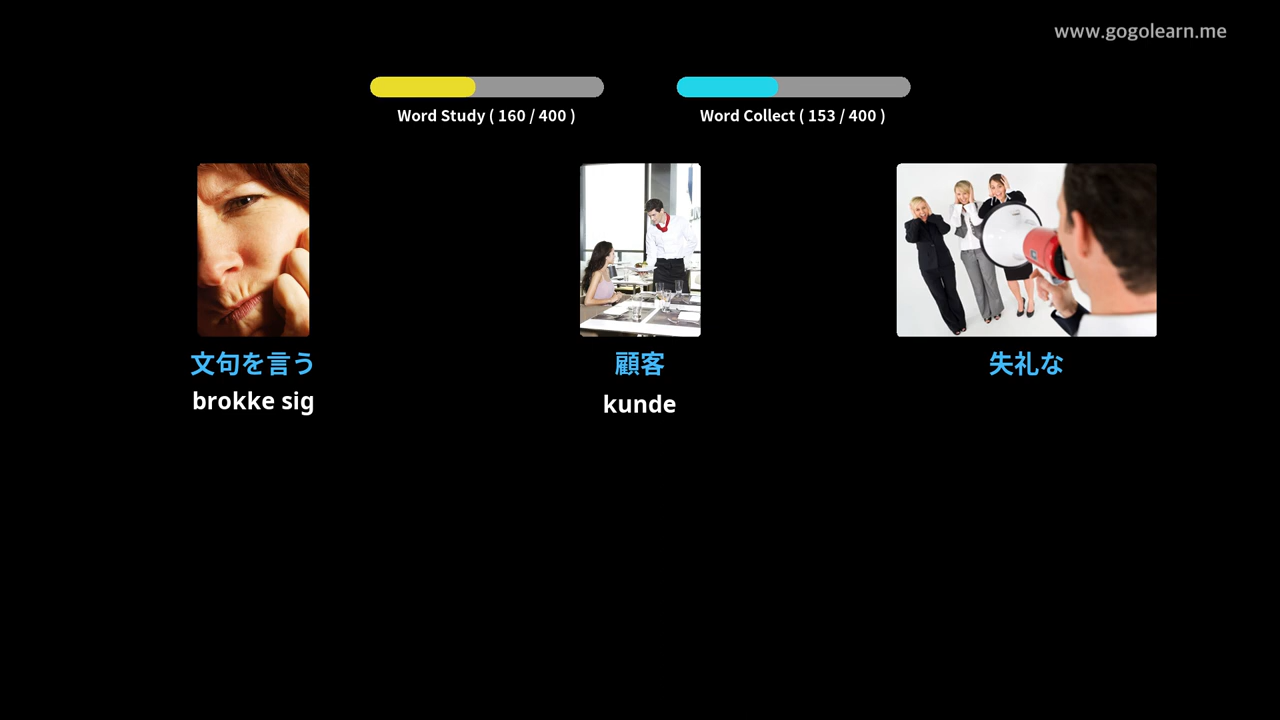 www.gogolearn.me
Word Study ( 160 / 400 )
Word Collect ( 153 / 400 )
文句を言う
顧客
失礼な
brokke sig
kunde